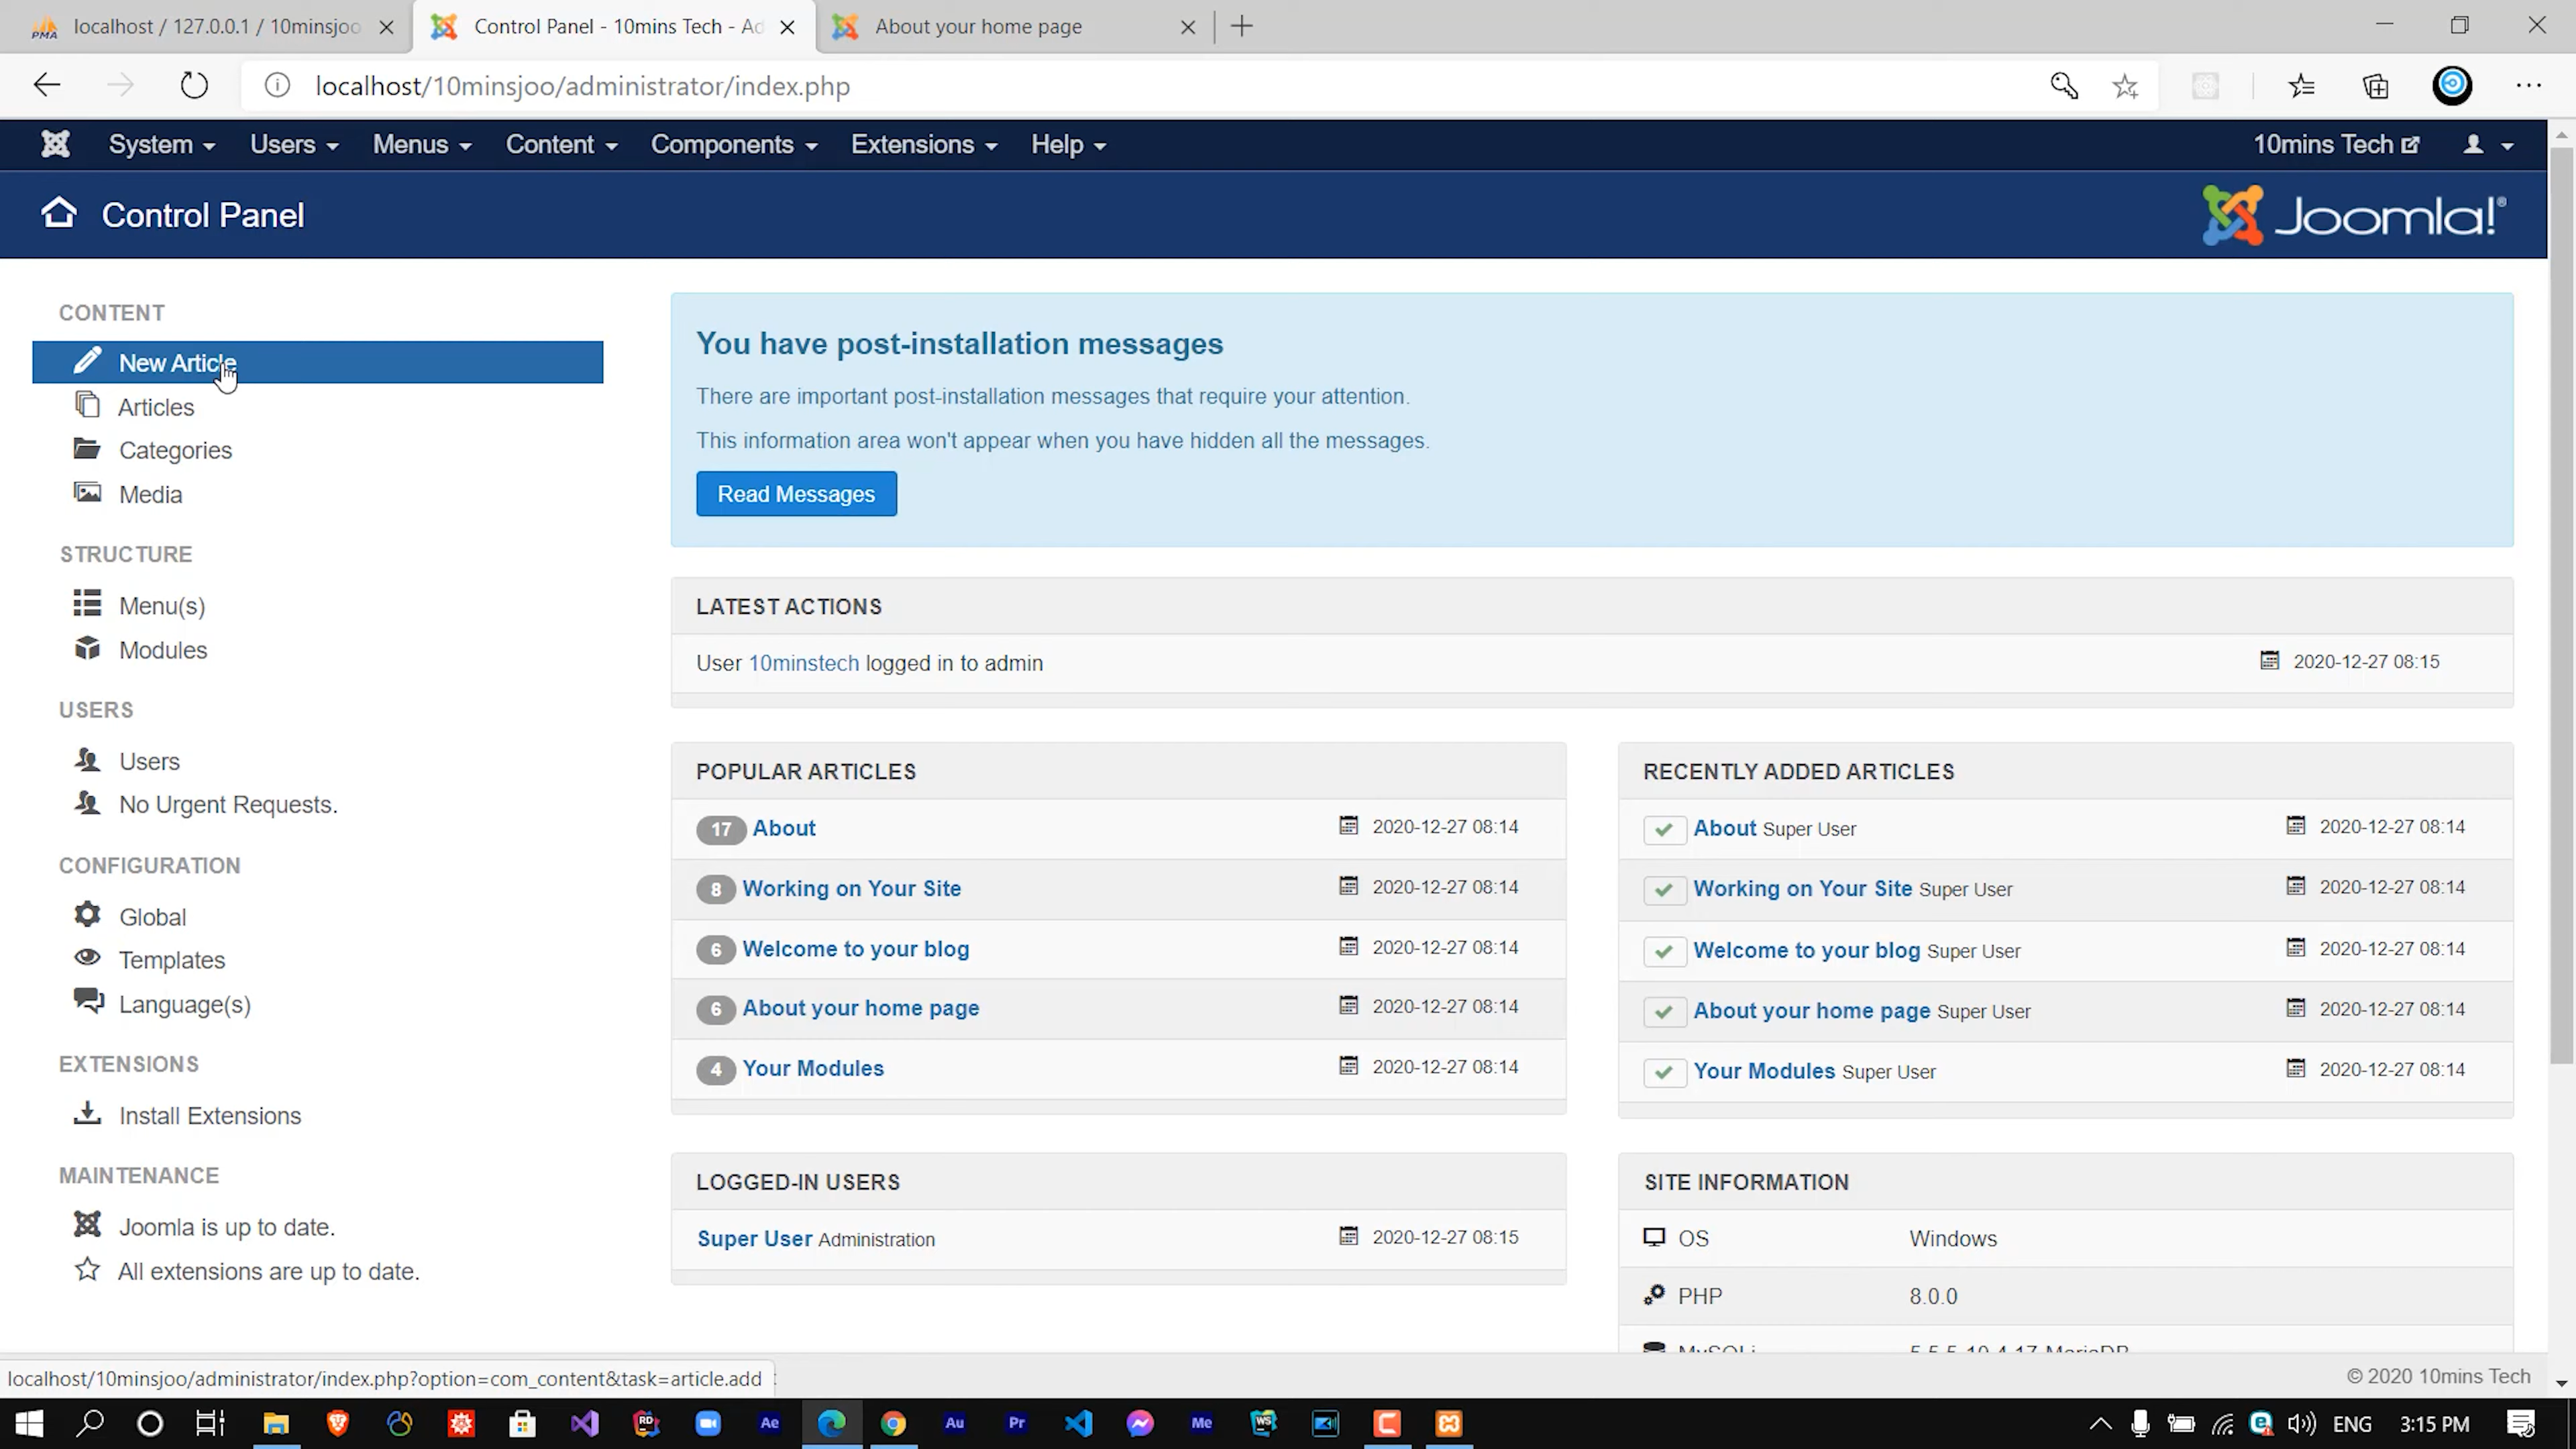 localhost / 127.0.0.1 / 10minsjoo
Control Panel - 10mins Tech - Ad
About your home page
localhost/10minsjoo/administrator/index.php
System
Users
Menus
Content
Components
Extensions
Help
10mins Tech
Control Panel
Joomla!®
CONTENT
New Article
Articles
Categories
Media
STRUCTURE
Menu(s)
Modules
USERS
Users
No Urgent Requests.
CONFIGURATION
Global
Templates
Language(s)
EXTENSIONS
Install Extensions
MAINTENANCE
Joomla is up to date.
All extensions are up to date.
You have post-installation messages
There are important post-installation messages that require your attention.
This information area won't appear when you have hidden all the messages.
Read Messages
LATEST ACTIONS
User 10minstech logged in to admin 2020-12-27 08:15
POPULAR ARTICLES
17 About 2020-12-27 08:14
8 Working on Your Site 2020-12-27 08:14
6 Welcome to your blog 2020-12-27 08:14
6 About your home page 2020-12-27 08:14
4 Your Modules 2020-12-27 08:14
RECENTLY ADDED ARTICLES
About Super User 2020-12-27 08:14
Working on Your Site Super User 2020-12-27 08:14
Welcome to your blog Super User 2020-12-27 08:14
About your home page Super User 2020-12-27 08:14
Your Modules Super User 2020-12-27 08:14
LOGGED-IN USERS
Super User Administration 2020-12-27 08:15
SITE INFORMATION
OS Windows
PHP 8.0.0
MySQLi 5.5.5-10.4.17-MariaDB
localhost/10minsjoo/administrator/index.php?option=com_content&task=article.add
© 2020 10mins Tech
ENG
3:15 PM